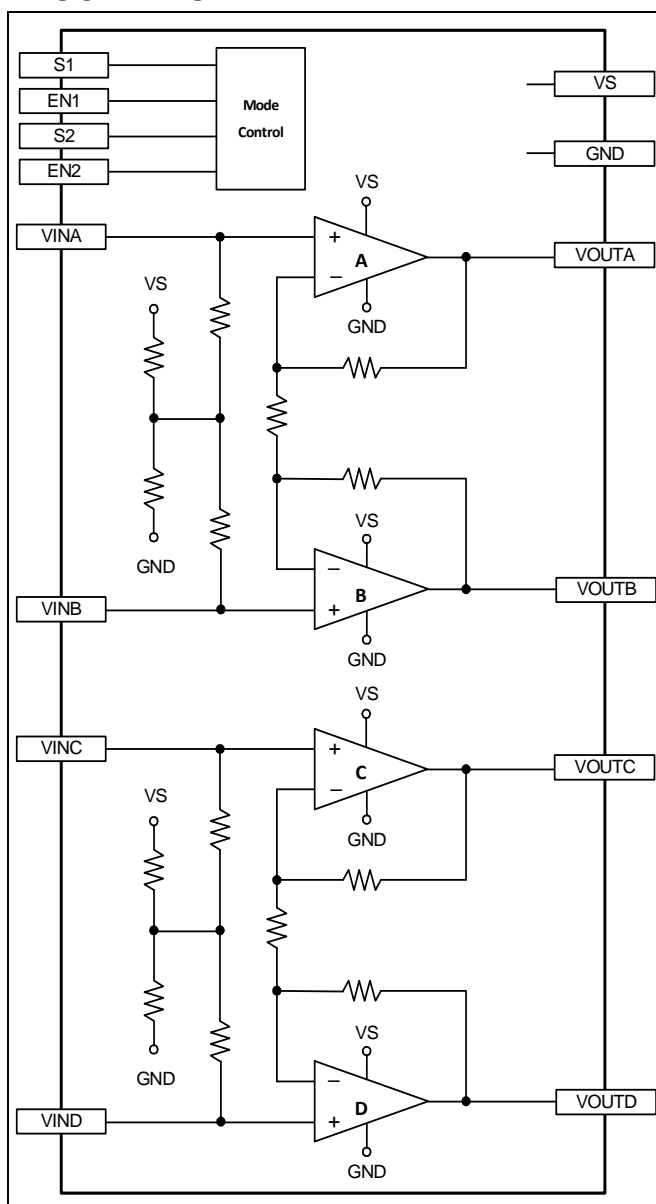 S1
EN1
S2
EN2
Mode
Control
VS
GND
VINA
VS
+
A
−
GND
VOUTA
VS
GND
VS
−
B
+
GND
VINB
VOUTB
VINC
VS
+
C
−
GND
VOUTC
VS
GND
VS
−
D
+
GND
VIND
VOUTD